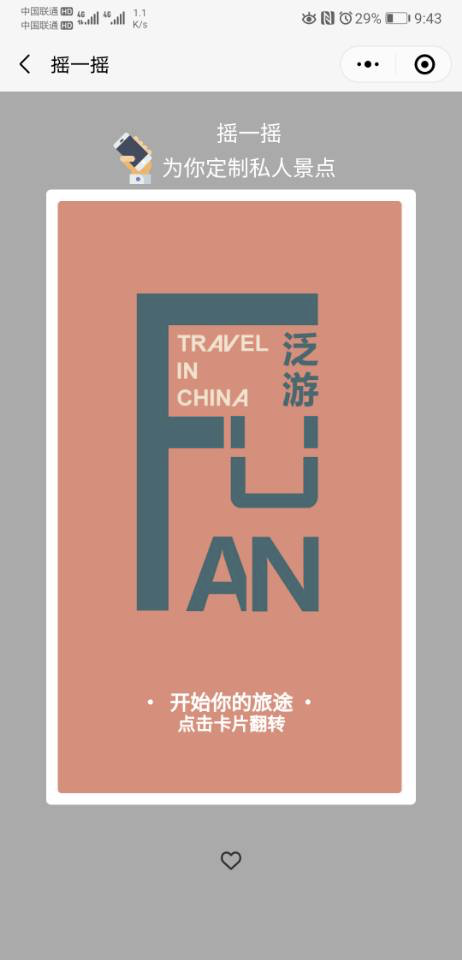 中国联通 HD 4G 4G 1.1 29% 9:43
中国联通 HD K/s
摇一摇
摇一摇
为你定制私人景点
TRAVEL
IN
CHINA
泛游
FU
AN
开始你的旅途
点击卡片翻转